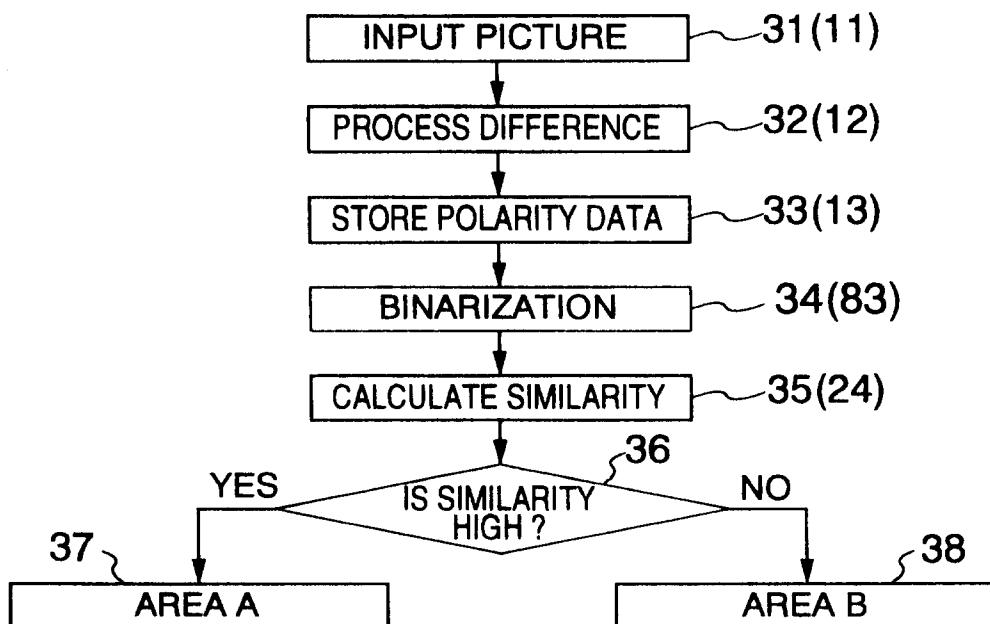 INPUT PICTURE 31(11)
PROCESS DIFFERENCE 32(12)
STORE POLARITY DATA 33(13)
BINARIZATION 34(83)
CALCULATE SIMILARITY 35(24)
36
YES IS SIMILARITY NO
HIGH ?
37 38
AREA A AREA B